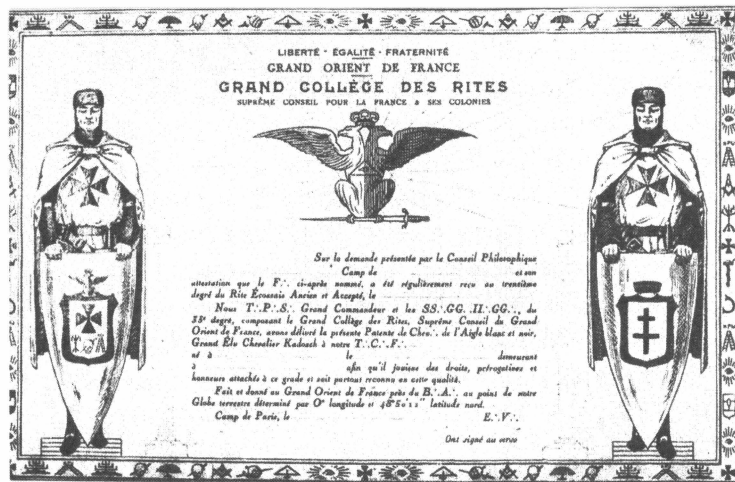 LIBERTÉ - ÉGALITÉ - FRATERNITÉ
GRAND ORIENT DE FRANCE
GRAND COLLÈGE DES RITES
SUPRÊME CONSEIL POUR LA FRANCE & SES COLONIES
Sur la demande présentée par le Conseil Philosophique
Camp de et son
attestation que le F∴ ci-après nommé, a été régulièrement reçu au trentième
degré du Rite Ecossais Ancien et Accepté, le
Nous T∴P∴S∴ Grand Commandeur et les SS∴GG∴II∴GG∴, du
33e degré, composant le Grand Collège des Rites, Suprême Conseil du Grand
Orient de France, avons délivré la présente Patente de Chev∴ de l'Aigle blanc et noir,
Grand Élu Chevalier Kadosch à notre T∴C∴F∴
né à le demeurant
à afin qu'il jouisse des droits, prérogatives et
honneurs attachés à ce grade et soit partout reconnu en cette qualité.
Fait et donné au Grand Orient de France près du B∴A∴ au point de notre
Globe terrestre déterminé par 0° longitude et 48°50'11" latitude nord.
Camp de Paris, le E∴V∴
Ont signé au verso